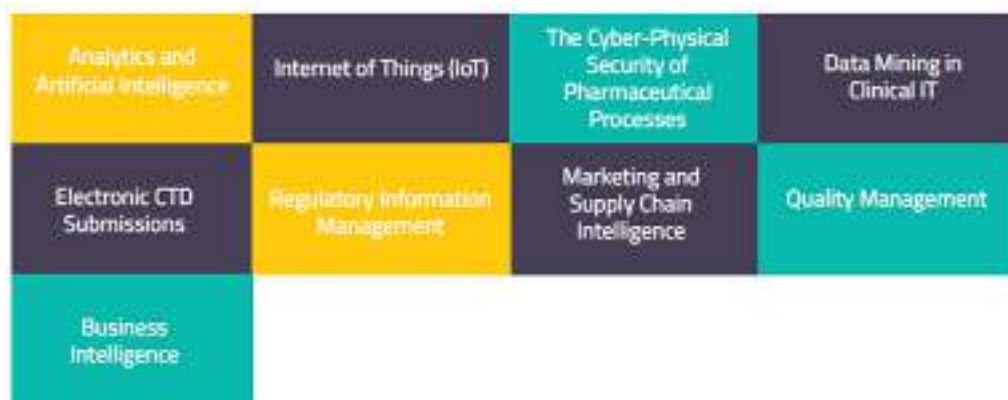 Analytics and
Artificial Intelligence
Internet of Things (IoT)
The Cyber-Physical
Security of
Pharmaceutical
Processes
Data Mining in
Clinical IT
Electronic CTD
Submissions
Regulatory Information
Management
Marketing and
Supply Chain
Intelligence
Quality Management
Business
Intelligence